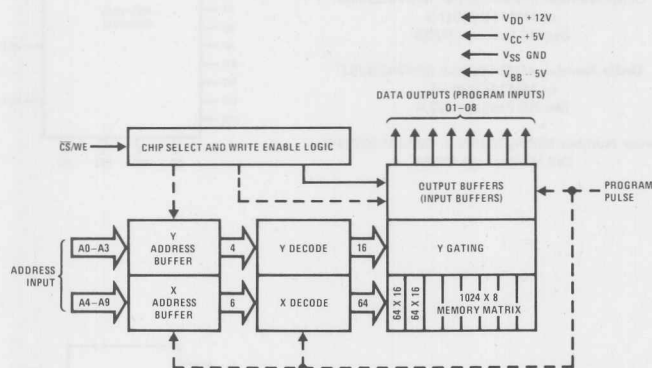 VDD + 12V
VCC + 5V
VSS GND
VBB - 5V
DATA OUTPUTS (PROGRAM INPUTS)
O1-O8
CS/WE
CHIP SELECT AND WRITE ENABLE LOGIC
OUTPUT BUFFERS
(INPUT BUFFERS)
PROGRAM
PULSE
ADDRESS
INPUT
A0-A3
Y
ADDRESS
BUFFER
4
Y DECODE
16
Y GATING
A4-A9
X
ADDRESS
BUFFER
6
X DECODE
64
64 X 16
64 X 16
1024 X 8
MEMORY MATRIX